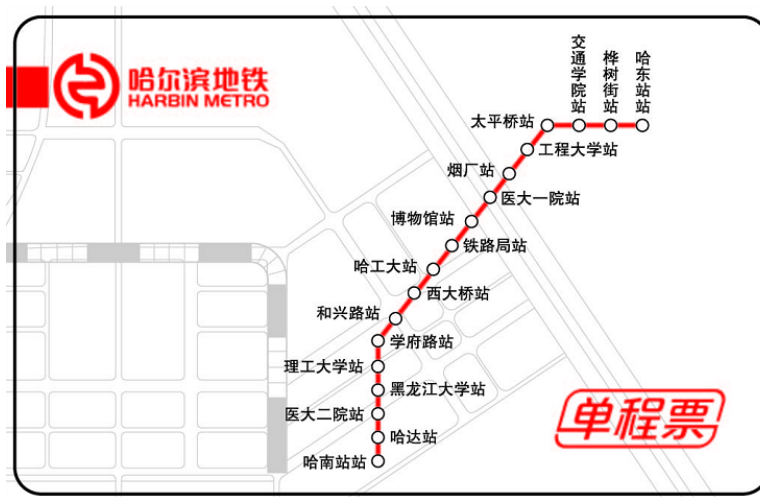 哈尔滨地铁
HARBIN METRO
哈东站站
桦树街站
交通学院站
太平桥站
工程大学站
烟厂站
医大一院站
博物馆站
铁路局站
哈工大站
西大桥站
和兴路站
学府路站
理工大学站
黑龙江大学站
医大二院站
哈达站
哈南站站
单程票